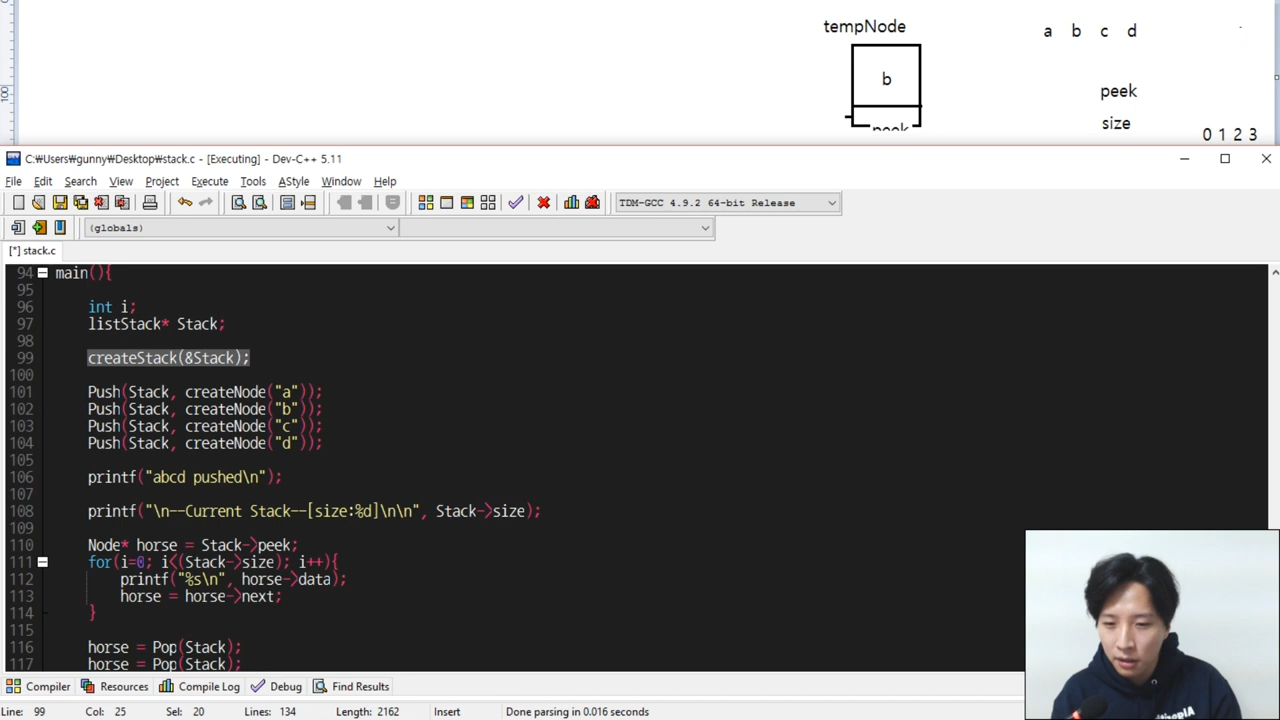 tempNode
a b c d
b
peek
peek
size
0 1 2 3
100
C:₩Users₩gunny₩Desktop₩stack.c - [Executing] - Dev-C++ 5.11
File Edit Search View Project Execute Tools AStyle Window Help
TDM-GCC 4.9.2 64-bit Release
(globals)
[*] stack.c
94 main(){
95
96 int i;
97 listStack* Stack;
98
99 createStack(&Stack);
100
101 Push(Stack, createNode("a"));
102 Push(Stack, createNode("b"));
103 Push(Stack, createNode("c"));
104 Push(Stack, createNode("d"));
105
106 printf("abcd pushed\n");
107
108 printf("\n--Current Stack--[size:%d]\n\n", Stack->size);
109
110 Node* horse = Stack->peek;
111 for(i=0; i<(Stack->size); i++){
112 printf("%s\n", horse->data);
113 horse = horse->next;
114 }
115
116 horse = Pop(Stack);
117 horse = Pop(Stack);
Compiler Resources Compile Log Debug Find Results
Line: 99 Col: 25 Sel: 20 Lines: 134 Length: 2162 Insert Done parsing in 0.016 seconds